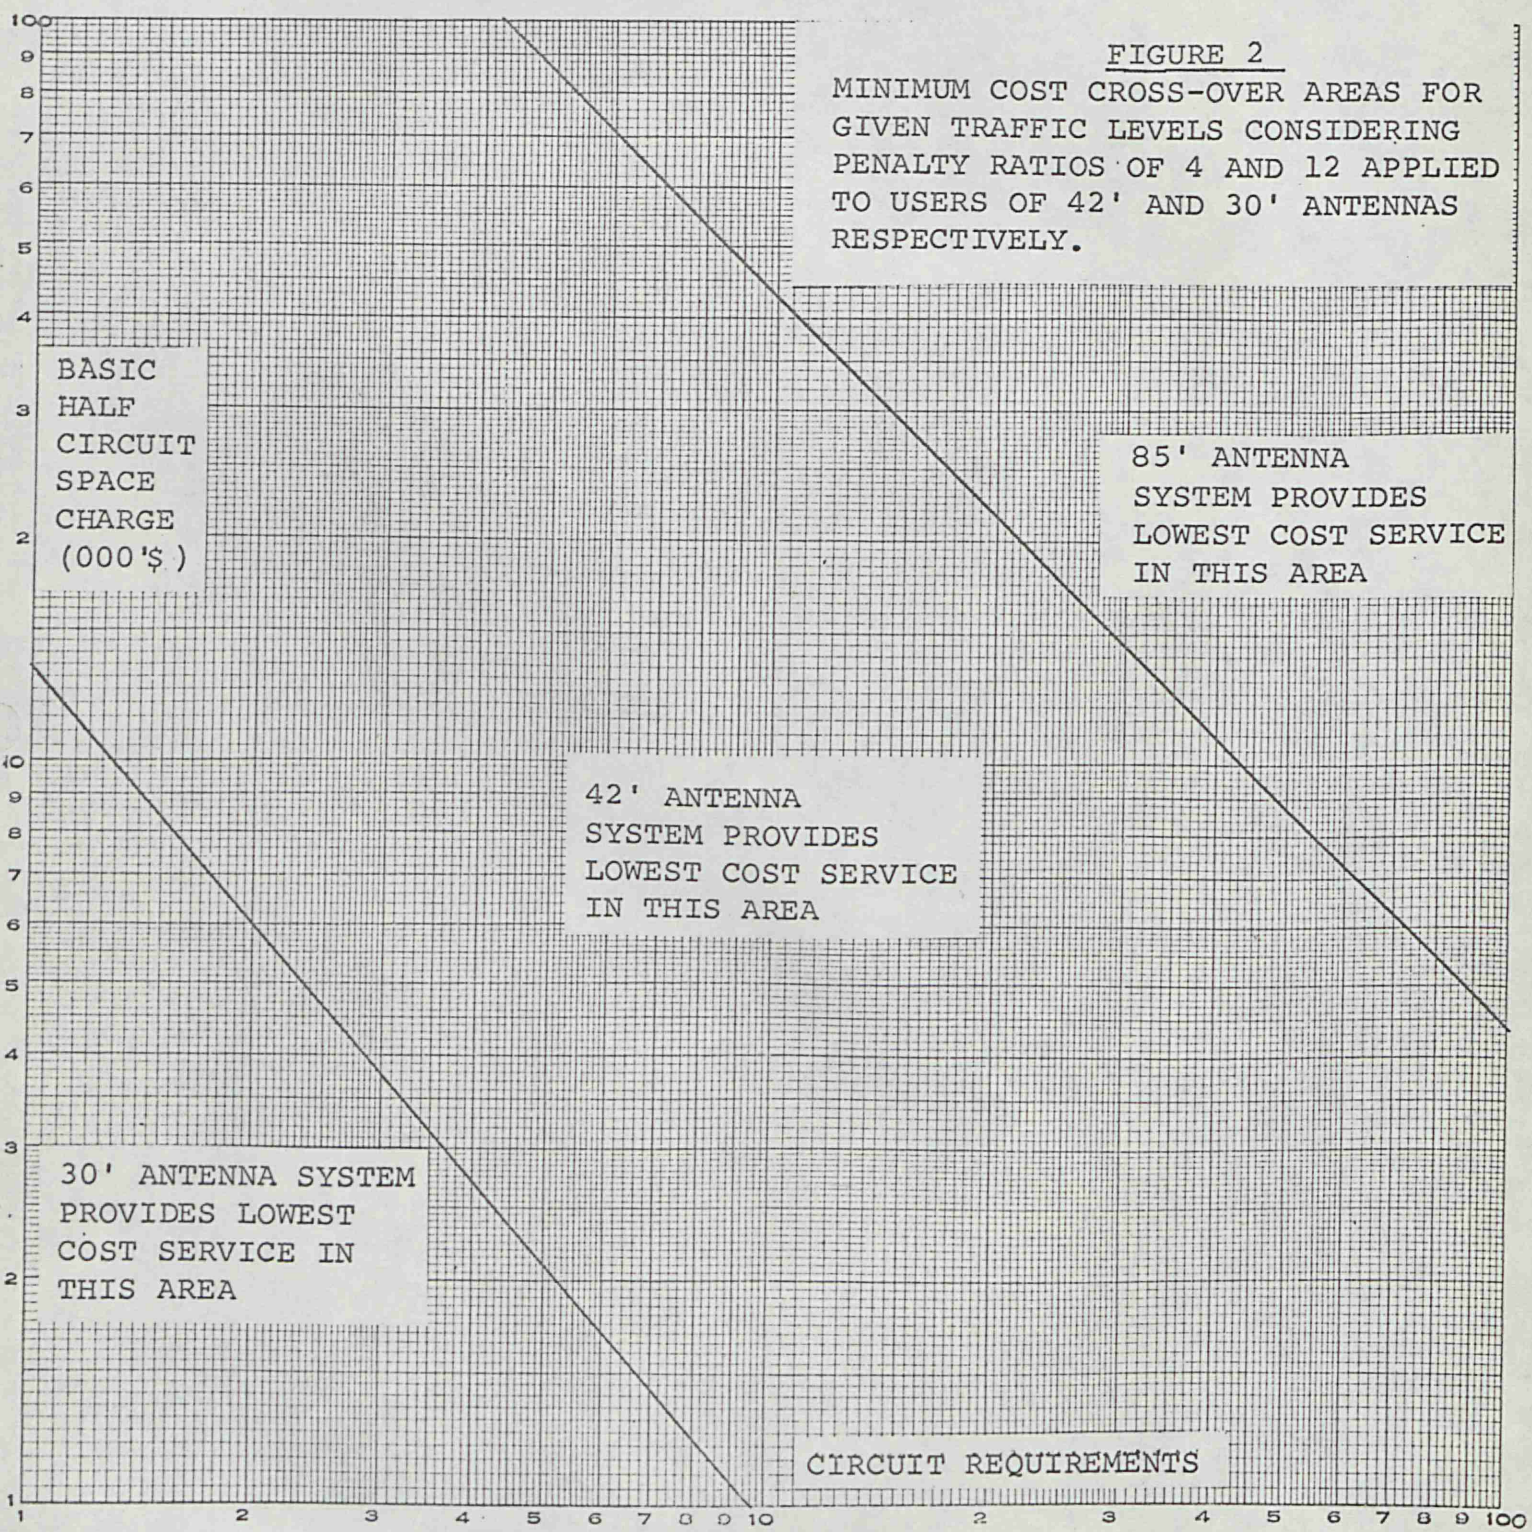 FIGURE 2
MINIMUM COST CROSS-OVER AREAS FOR
GIVEN TRAFFIC LEVELS CONSIDERING
PENALTY RATIOS OF 4 AND 12 APPLIED
TO USERS OF 42' AND 30' ANTENNAS
RESPECTIVELY.
100
9
8
7
6
5
4
3
2
10
9
8
7
6
5
4
3
2
1
BASIC
HALF
CIRCUIT
SPACE
CHARGE
(000'$)
85' ANTENNA
SYSTEM PROVIDES
LOWEST COST SERVICE
IN THIS AREA
42' ANTENNA
SYSTEM PROVIDES
LOWEST COST SERVICE
IN THIS AREA
30' ANTENNA SYSTEM
PROVIDES LOWEST
COST SERVICE IN
THIS AREA
CIRCUIT REQUIREMENTS
1 2 3 4 5 6 7 8 9 10 2 3 4 5 6 7 8 9 100